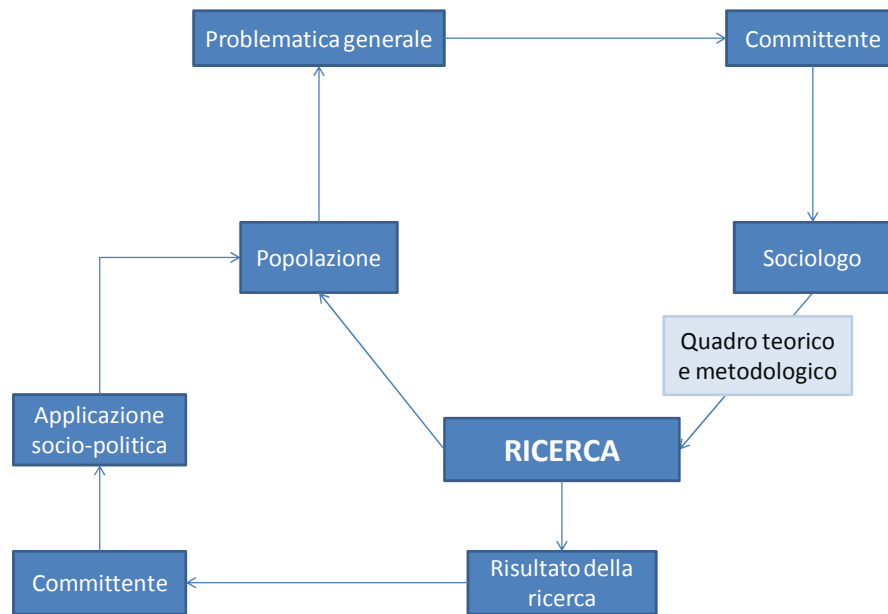 Problematica generale
Committente
Popolazione
Sociologo
Quadro teorico
e metodologico
Applicazione
socio-politica
RICERCA
Committente
Risultato della
ricerca